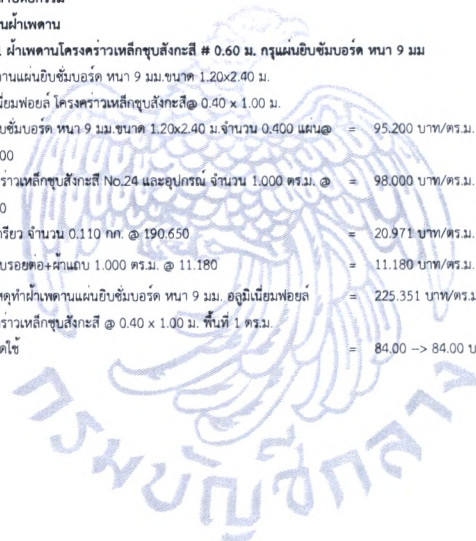 นฝ้าเพดาน
ฝ้าเพดานโครงคร่าวเหล็กชุบสังกะสี # 0.60 ม. กรุแผ่นยิบซั่มบอร์ด หนา 9 มม
านแผ่นยิบซั่มบอร์ด หนา 9 มม.ขนาด 1.20x2.40 ม.
เนียมฟอยล์ โครงคร่าวเหล็กชุบสังกะสี@ 0.40 x 1.00 ม.
บซั่มบอร์ด หนา 9 มม.ขนาด 1.20x2.40 ม.จำนวน 0.400 แผ่น@ = 95.200 บาท/ตร.ม.
00
ร่าวเหล็กชุบสังกะสี No.24 และอุปกรณ์ จำนวน 1.000 ตร.ม. @ = 98.000 บาท/ตร.ม.
0
กรียว จำนวน 0.110 กก. @ 190.650 = 20.971 บาท/ตร.ม.
บรอยต่อ+ผ้าแถบ 1.000 ตร.ม. @ 11.180 = 11.180 บาท/ตร.ม.
สดุทำฝ้าเพดานแผ่นยิบซั่มบอร์ด หนา 9 มม. อลูมิเนียมฟอยล์ = 225.351 บาท/ตร.ม
ร่าวเหล็กชุบสังกะสี @ 0.40 x 1.00 ม. พื้นที่ 1 ตร.ม.
ดใช้ = 84.00 --> 84.00 บ
กรมบัญชีกลาง